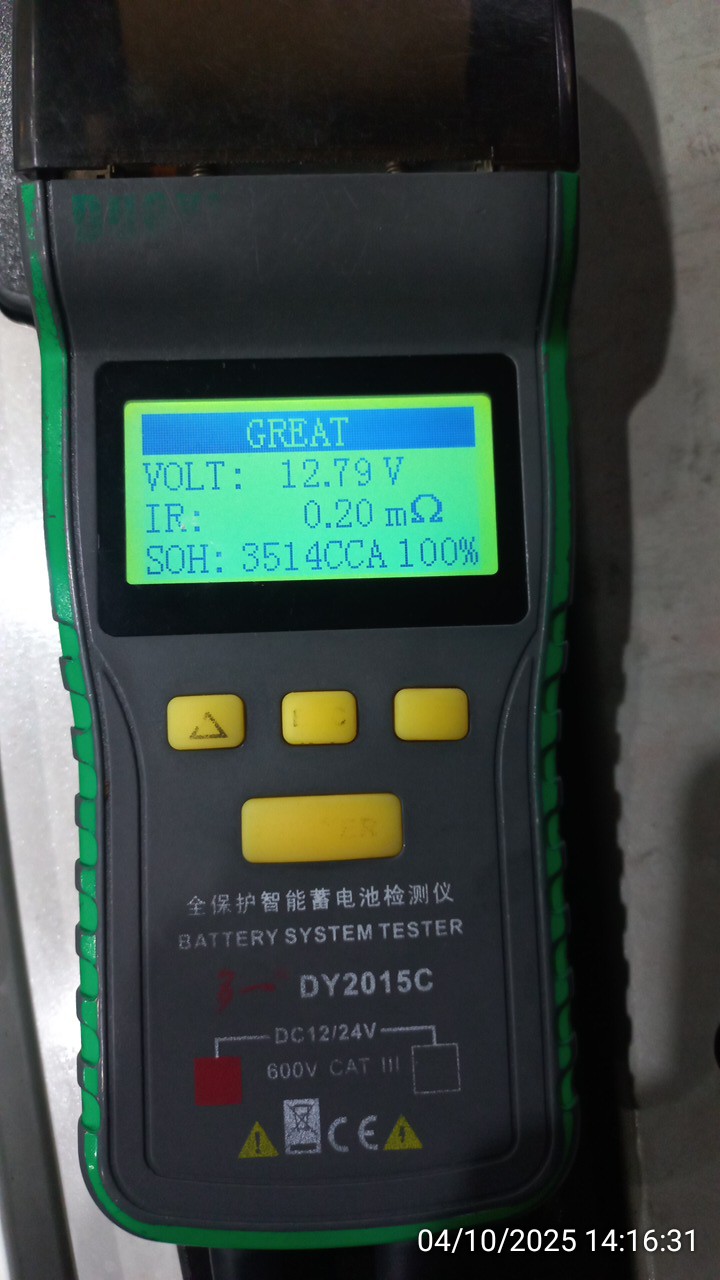 GREAT
VOLT: 12.79 V
IR: 0.20 mΩ
SOH: 3514CCA 100%
全保护智能蓄电池检测仪
BATTERY SYSTEM TESTER
DY2015C
DC12/24V
600V CAT III
CE
04/10/2025 14:16:31